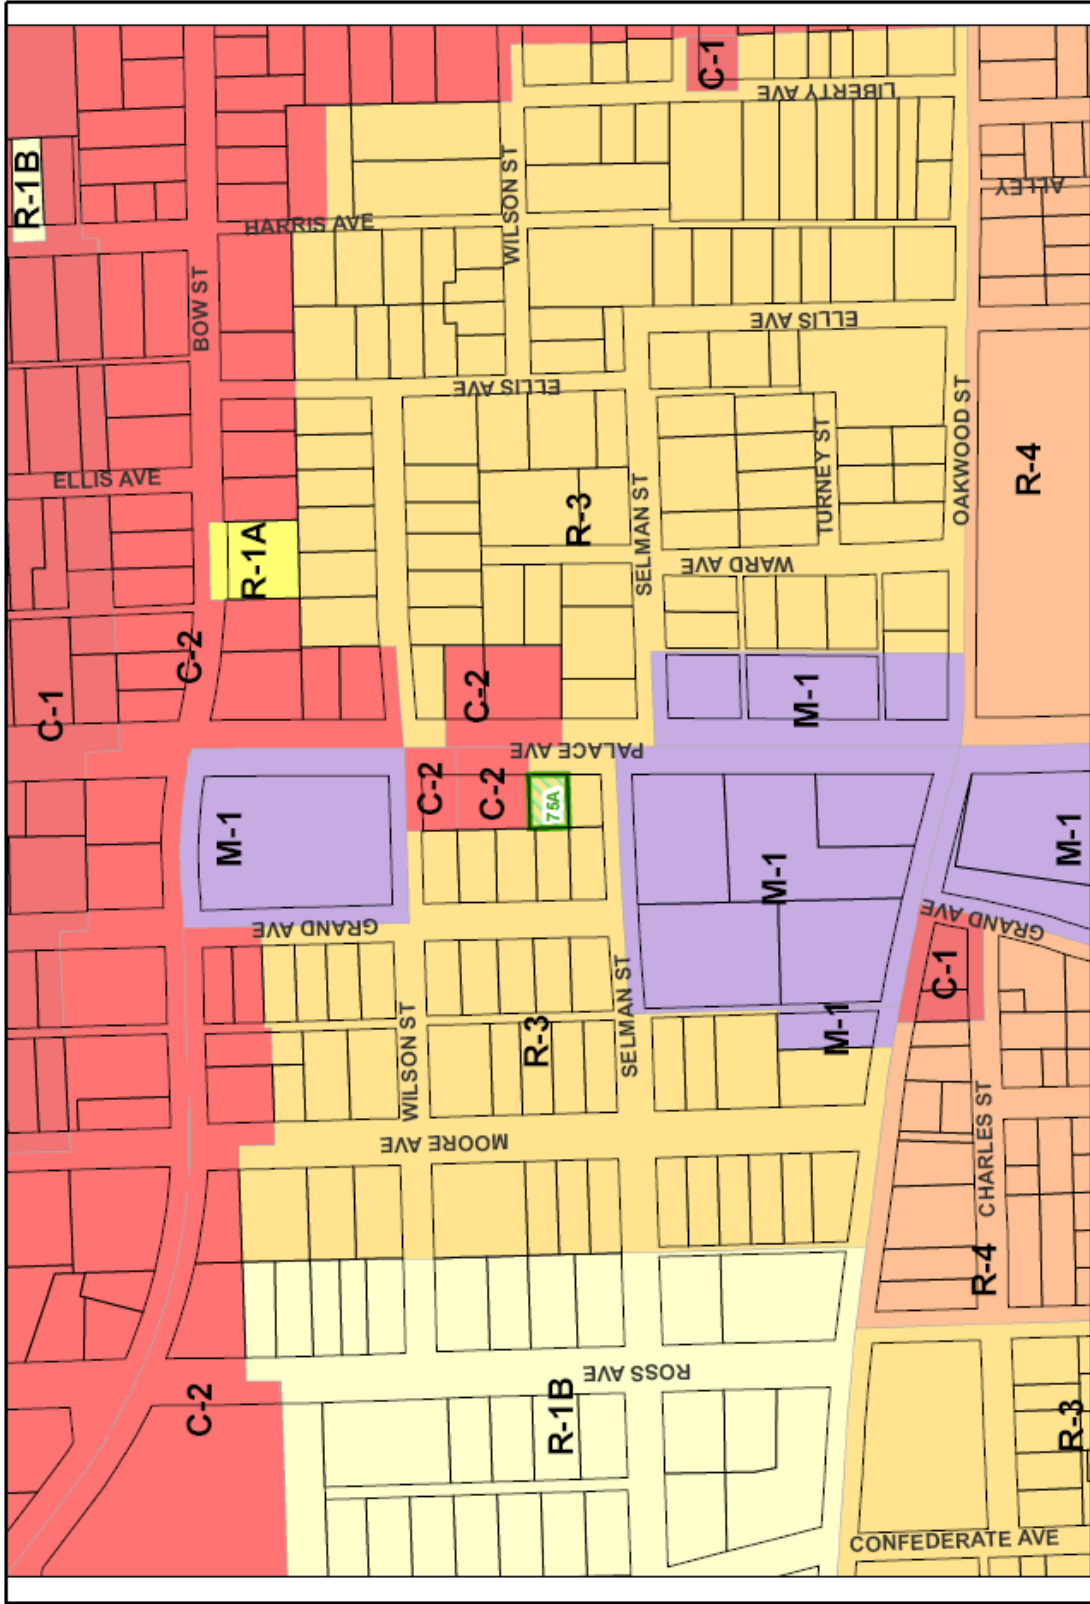 C-1
LIBERTY AVE
R-1B
WILSON ST
ALLEY
HARRIS AVE
BOW ST
ELLIS AVE
ELLIS AVE
OAKWOOD ST
TURNEY ST
R-4
ELLIS AVE
R-3
SELMAN ST
R-1A
WARD AVE
C-2
C-1
C-2
M-1
PALACE AVE
C-2
C-2
75A
M-1
M-1
M-1
GRAND AVE
GRAND AVE
C-1
SELMAN ST
M-1
R-3
WILSON ST
MOORE AVE
CHARLES ST
R-4
ROSS AVE
C-2
R-1B
R-3
CONFEDERATE AVE